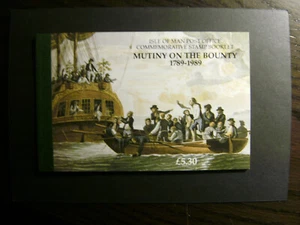 ISLE OF MAN POST OFFICE
COMMEMORATIVE STAMP BOOKLET
MUTINY ON THE BOUNTY
1789-1989
£5.30